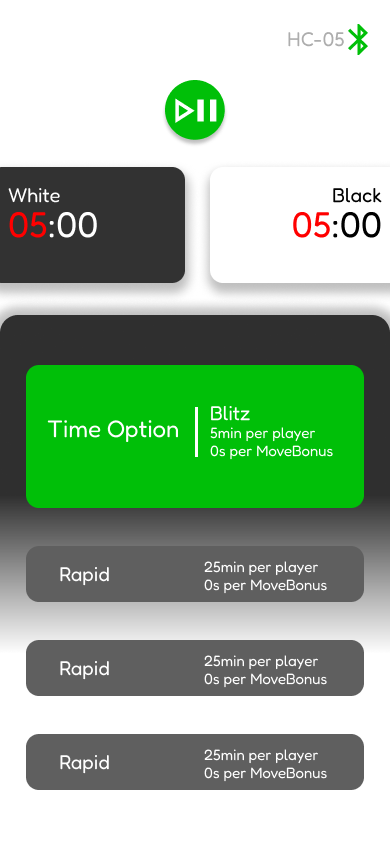 HC-05
White
05:00
Black
05:00
Time Option
Blitz
5min per player
0s per MoveBonus
Rapid
25min per player
0s per MoveBonus
Rapid
25min per player
0s per MoveBonus
Rapid
25min per player
0s per MoveBonus